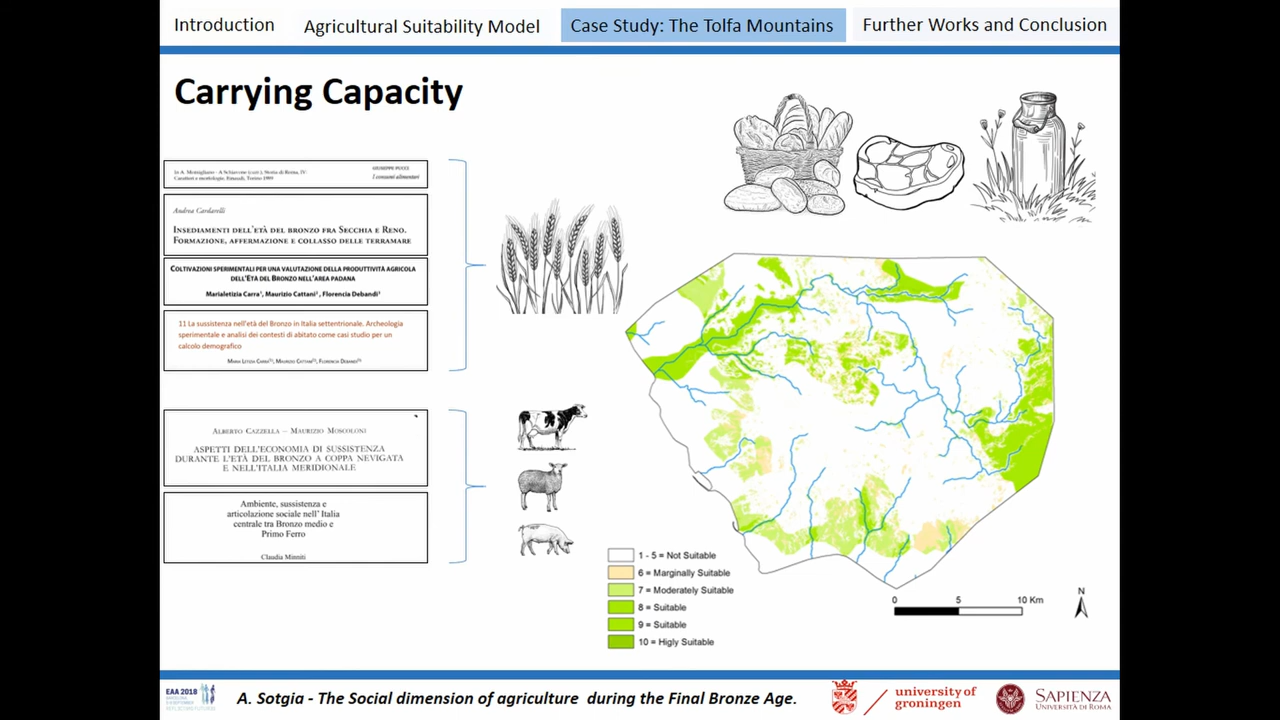 Introduction
Agricultural Suitability Model
Case Study: The Tolfa Mountains
Further Works and Conclusion
Carrying Capacity
In A. Momigliano - A Schiavone (cur.), Storia di Roma, IV.
Caratteri e morfologie. Einaudi, Torino 1989
GIUSEPPE PUCCI
I consumi alimentari
Andrea Cardarelli
INSEDIAMENTI DELL'ETÀ DEL BRONZO FRA SECCHIA E RENO.
FORMAZIONE, AFFERMAZIONE E COLLASSO DELLE TERRAMARE
COLTIVAZIONI SPERIMENTALI PER UNA VALUTAZIONE DELLA PRODUTTIVITÀ AGRICOLA
DELL'ETÀ DEL BRONZO NELL'AREA PADANA
Marialetizia Carra¹, Maurizio Cattani², Florencia Debandi³
11 La sussistenza nell'età del Bronzo in Italia settentrionale. Archeologia
sperimentale e analisi dei contesti di abitato come casi studio per un
calcolo demografico
MARIA LETIZIA CARRA, MAURIZIO CATTANI, FLORENCIA DEBANDI
ALBERTO CAZZELLA – MAURIZIO MOSCOLONI
ASPETTI DELL'ECONOMIA DI SUSSISTENZA
DURANTE L'ETÀ DEL BRONZO A COPPA NEVIGATA
E NELL'ITALIA MERIDIONALE
Ambiente, sussistenza e
articolazione sociale nell' Italia
centrale tra Bronzo medio e
Primo Ferro
Claudia Minniti
1 - 5 = Not Suitable
6 = Marginally Suitable
7 = Moderately Suitable
8 = Suitable
9 = Suitable
10 = Higly Suitable
0 5 10 Km
N
EAA 2018
A. Sotgia - The Social dimension of agriculture during the Final Bronze Age.
university of
groningen
SAPIENZA
UNIVERSITÀ DI ROMA